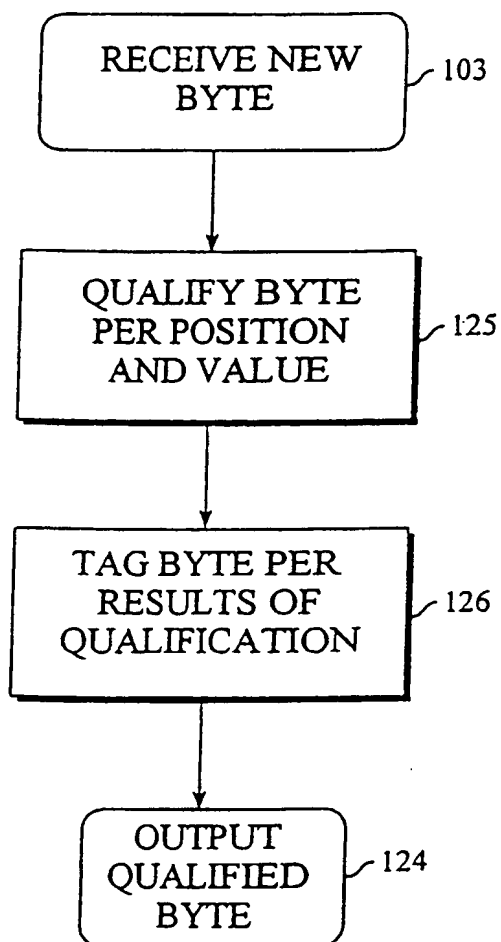 RECEIVE NEW
BYTE
103
QUALIFY BYTE
PER POSITION
AND VALUE
125
TAG BYTE PER
RESULTS OF
QUALIFICATION
126
OUTPUT
QUALIFIED
BYTE
124